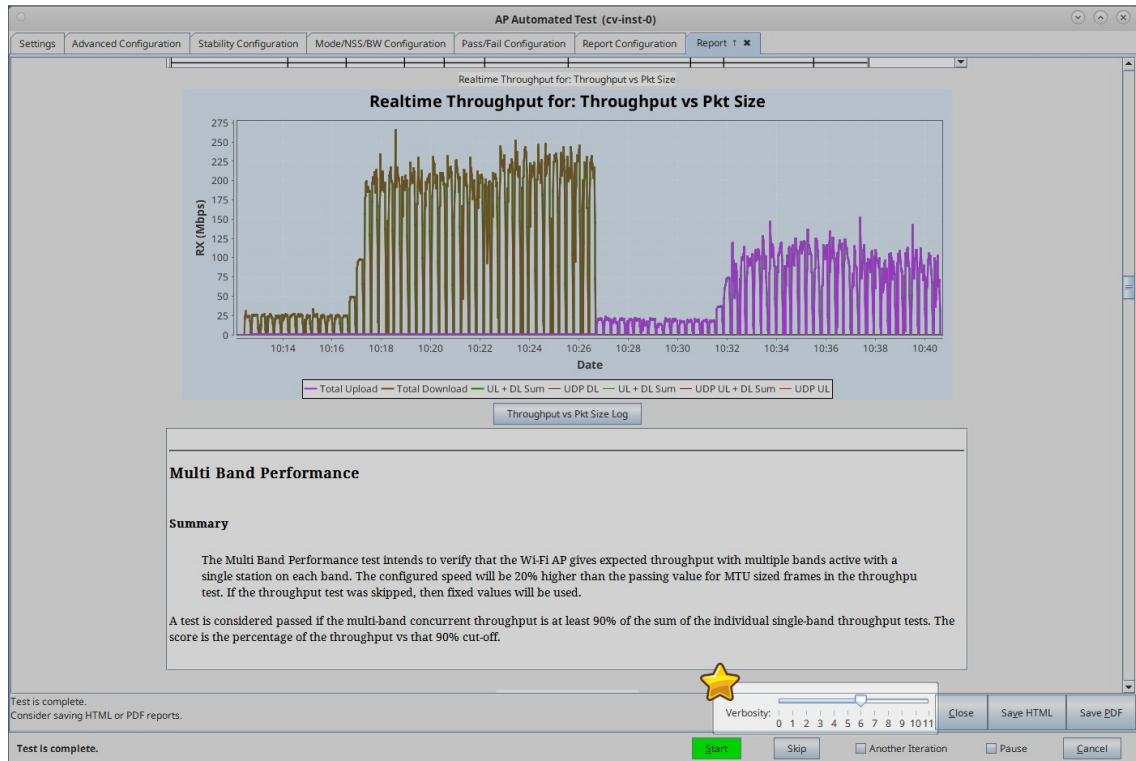 AP Automated Test (cv-inst-0)
Settings Advanced Configuration Stability Configuration Mode/NSS/BW Configuration Pass/Fail Configuration Report Configuration Report ↑ ✖
Realtime Throughput for: Throughput vs Pkt Size
Realtime Throughput for: Throughput vs Pkt Size
275
250
225
200
175
150
125
100
75
50
25
0
RX (Mbps)
10:14 10:16 10:18 10:20 10:22 10:24 10:26 10:28 10:30 10:32 10:34 10:36 10:38 10:40
Date
Total Upload Total Download UL + DL Sum UDP DL UL + DL Sum UDP UL + DL Sum UDP UL
Throughput vs Pkt Size Log
Multi Band Performance
Summary
The Multi Band Performance test intends to verify that the Wi-Fi AP gives expected throughput with multiple bands active with a
single station on each band. The configured speed will be 20% higher than the passing value for MTU sized frames in the throughpu
test. If the throughput test was skipped, then fixed values will be used.
A test is considered passed if the multi-band concurrent throughput is at least 90% of the sum of the individual single-band throughput tests. The
score is the percentage of the throughput vs that 90% cut-off.
Test is complete.
Consider saving HTML or PDF reports.
Verbosity: 0 1 2 3 4 5 6 7 8 9 10 11
Close Save HTML Save PDF
Test is complete.
Start Skip Another Iteration Pause Cancel